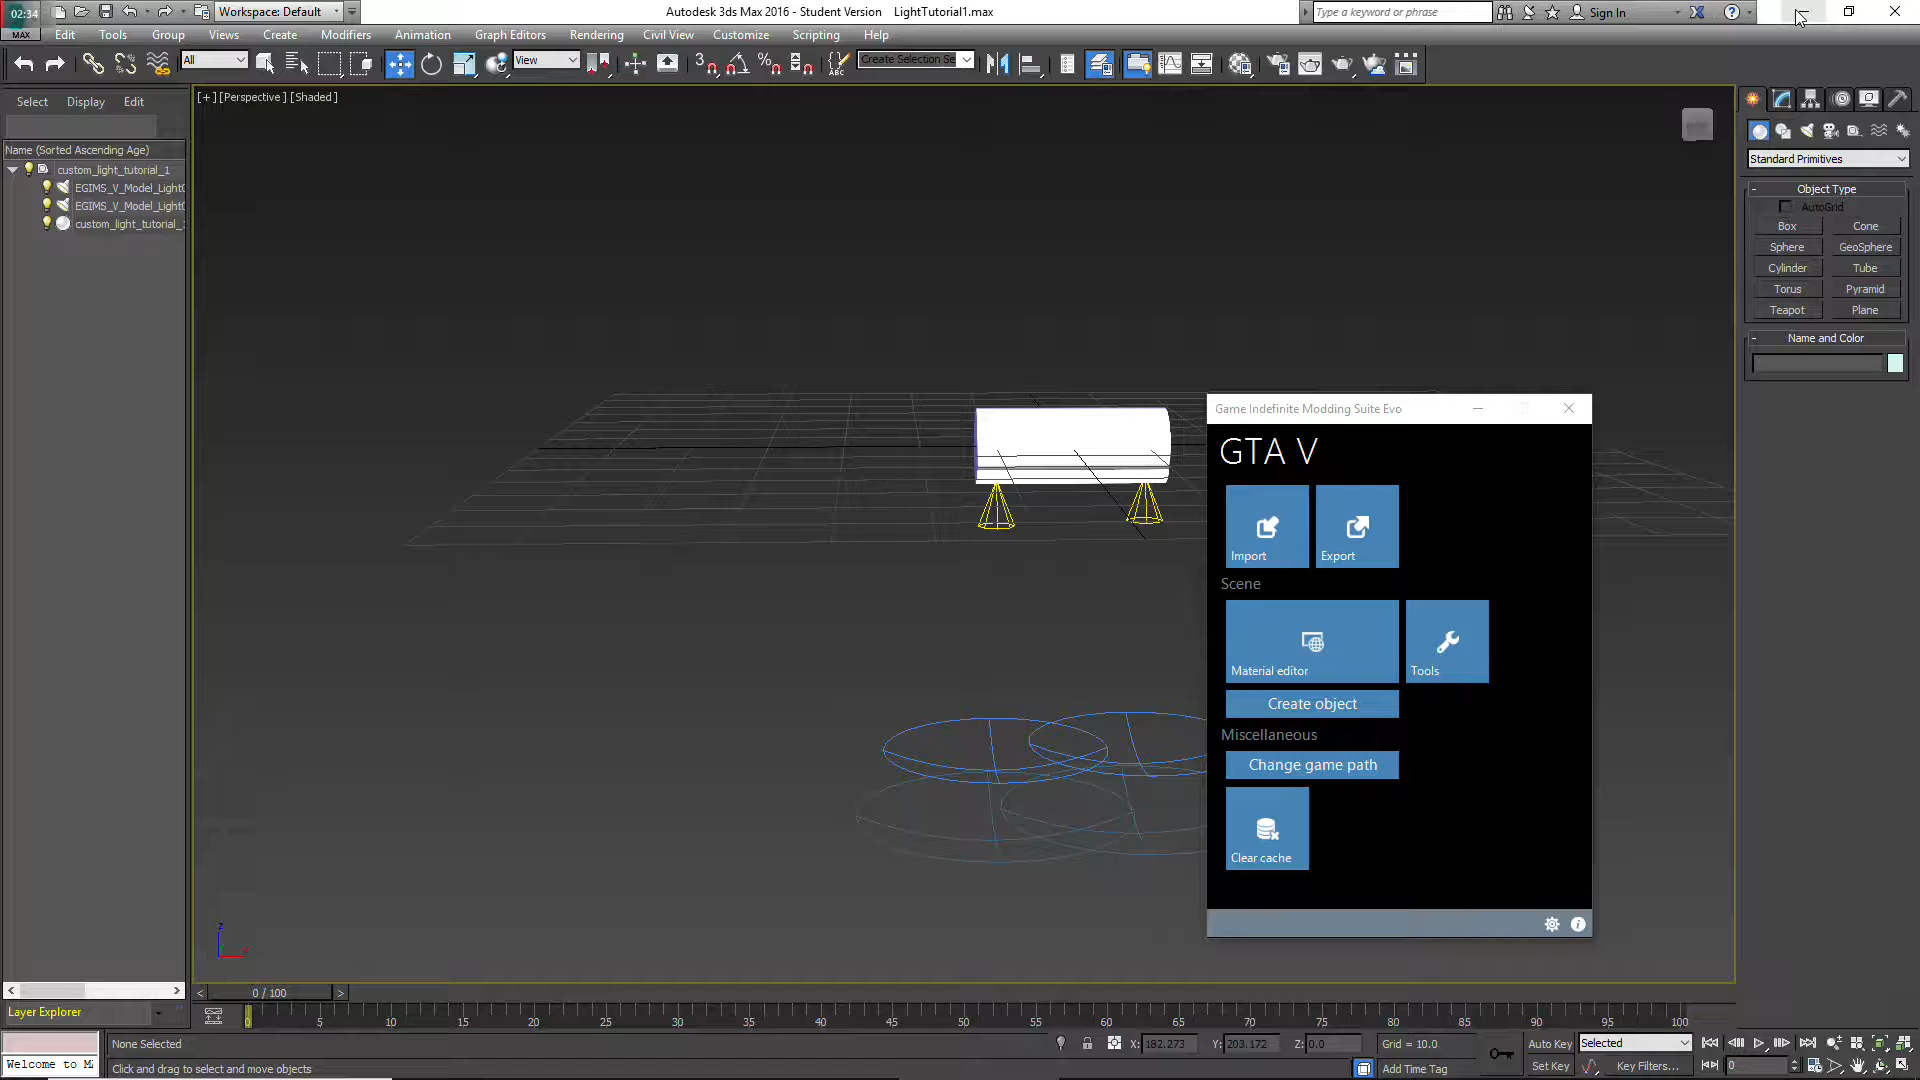 02:34
MAX
Workspace: Default
Autodesk 3ds Max 2016 - Student Version    LightTutorial1.max
Type a keyword or phrase
Sign In
Edit Tools Group Views Create Modifiers Animation Graph Editors Rendering Civil View Customize Scripting Help
All
View
3
%
ABC
Create Selection Se
Select Display Edit
[+] [Perspective] [Shaded]
Name (Sorted Ascending Age)
custom_light_tutorial_1
EGIMS_V_Model_Light
EGIMS_V_Model_Light
custom_light_tutorial_
Standard Primitives
- Object Type
AutoGrid
Box Cone
Sphere GeoSphere
Cylinder Tube
Torus Pyramid
Teapot Plane
- Name and Color
Game Indefinite Modding Suite Evo
GTA V
Import
Export
Scene
Material editor
Tools
Create object
Miscellaneous
Change game path
Clear cache
z
< >
Layer Explorer
< 0 / 100 >
0 5 10 15 20 25 30 35 40 45 50 55 60 65 70 75 80 85 90 95 100
None Selected
X: 182.273 Y: 203.172 Z: 0.0
Grid = 10.0
Auto Key
Selected
Welcome to M
Click and drag to select and move objects
Add Time Tag
Set Key
Key Filters...
0